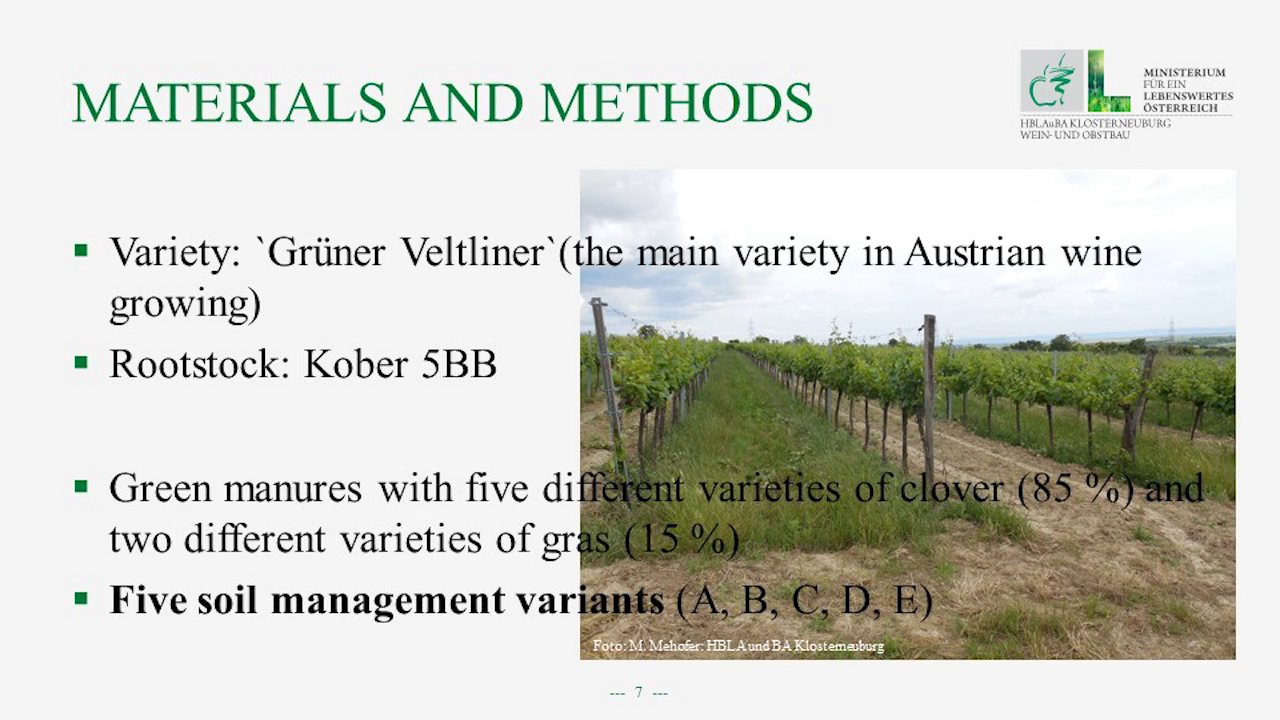 MATERIALS AND METHODS
MINISTERIUM
FÜR EIN
LEBENSWERTES
ÖSTERREICH
HBLAuBA KLOSTERNEUBURG
WEIN- UND OBSTBAU
Variety: `Grüner Veltliner`(the main variety in Austrian wine
growing)
Rootstock: Kober 5BB
Green manures with five different varieties of clover (85 %) and
two different varieties of gras (15 %)
Five soil management variants (A, B, C, D, E)
Foto: M. Mehofer: HBLA und BA Klosterneuburg
--- 7 ---